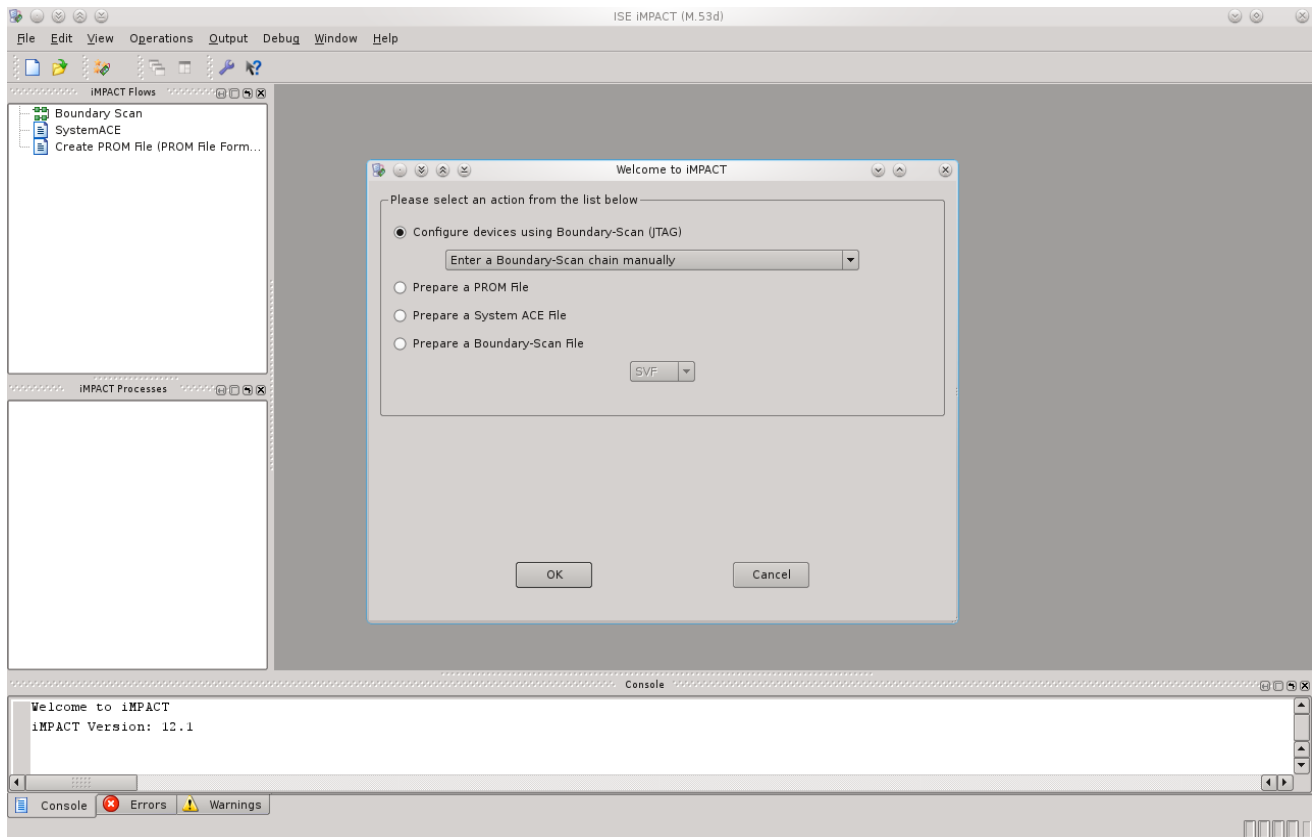 ISE iMPACT (M.53d)
File Edit View Operations Output Debug Window Help
iMPACT Flows
Boundary Scan
SystemACE
Create PROM File (PROM File Form...
Welcome to iMPACT
Please select an action from the list below
Configure devices using Boundary-Scan (JTAG)
Enter a Boundary-Scan chain manually
Prepare a PROM File
Prepare a System ACE File
Prepare a Boundary-Scan File
SVF
OK Cancel
iMPACT Processes
Console
Welcome to iMPACT
iMPACT Version: 12.1
Console Errors Warnings